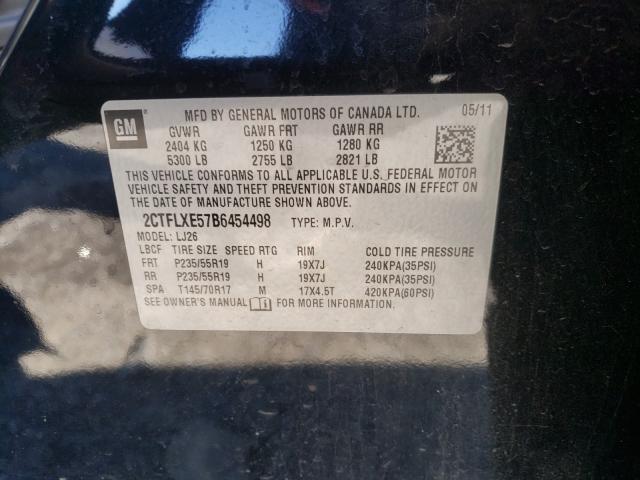 GM
MFD BY GENERAL MOTORS OF CANADA LTD. 05/11
GVWR GAWR FRT GAWR RR
2404 KG 1250 KG 1280 KG
5300 LB 2755 LB 2821 LB
THIS VEHICLE CONFORMS TO ALL APPLICABLE U.S. FEDERAL MOTOR
VEHICLE SAFETY AND THEFT PREVENTION STANDARDS IN EFFECT ON
THE DATE OF MANUFACTURE SHOWN ABOVE.
2CTFLXE57B6454498 TYPE: M.P.V.
MODEL: LJ26
LBCF TIRE SIZE SPEED RTG RIM COLD TIRE PRESSURE
FRT P235/55R19 H 19X7J 240KPA(35PSI)
RR P235/55R19 H 19X7J 240KPA(35PSI)
SPA T145/70R17 M 17X4.5T 420KPA(60PSI)
SEE OWNER'S MANUAL FOR MORE INFORMATION.